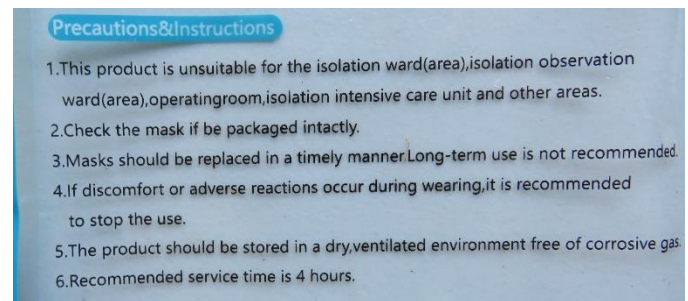 Precautions&Instructions
1.This product is unsuitable for the isolation ward(area),isolation observation
ward(area),operatingroom,isolation intensive care unit and other areas.
2.Check the mask if be packaged intactly.
3.Masks should be replaced in a timely manner.Long-term use is not recommended.
4.If discomfort or adverse reactions occur during wearing,it is recommended
to stop the use.
5.The product should be stored in a dry,ventilated environment free of corrosive gas.
6.Recommended service time is 4 hours.